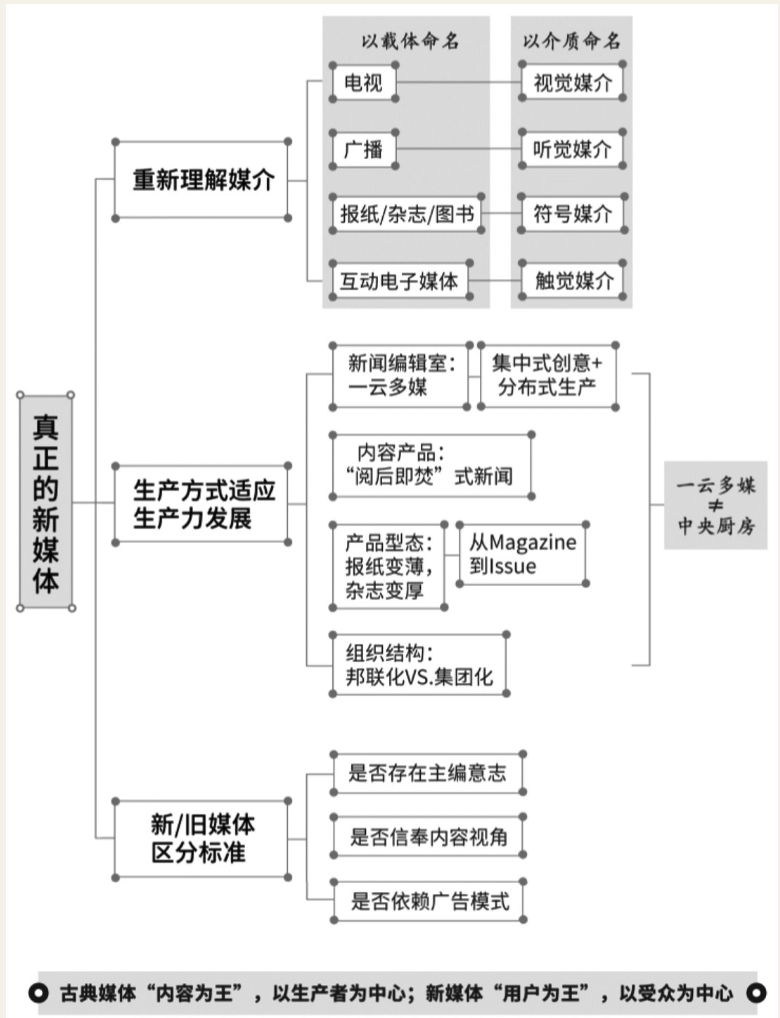 真正的新媒体
重新理解媒介
以载体命名
以介质命名
电视
视觉媒介
广播
听觉媒介
报纸/杂志/图书
符号媒介
互动电子媒体
触觉媒介
生产方式适应
生产力发展
新闻编辑室：
一云多媒
集中式创意+
分布式生产
内容产品：
“阅后即焚”式新闻
产品型态：
报纸变薄，
杂志变厚
从Magazine
到Issue
组织结构：
邦联化VS.集团化
一云多媒
≠
中央厨房
新/旧媒体
区分标准
是否存在主编意志
是否信奉内容视角
是否依赖广告模式
古典媒体“内容为王”，以生产者为中心；新媒体“用户为王”，以受众为中心